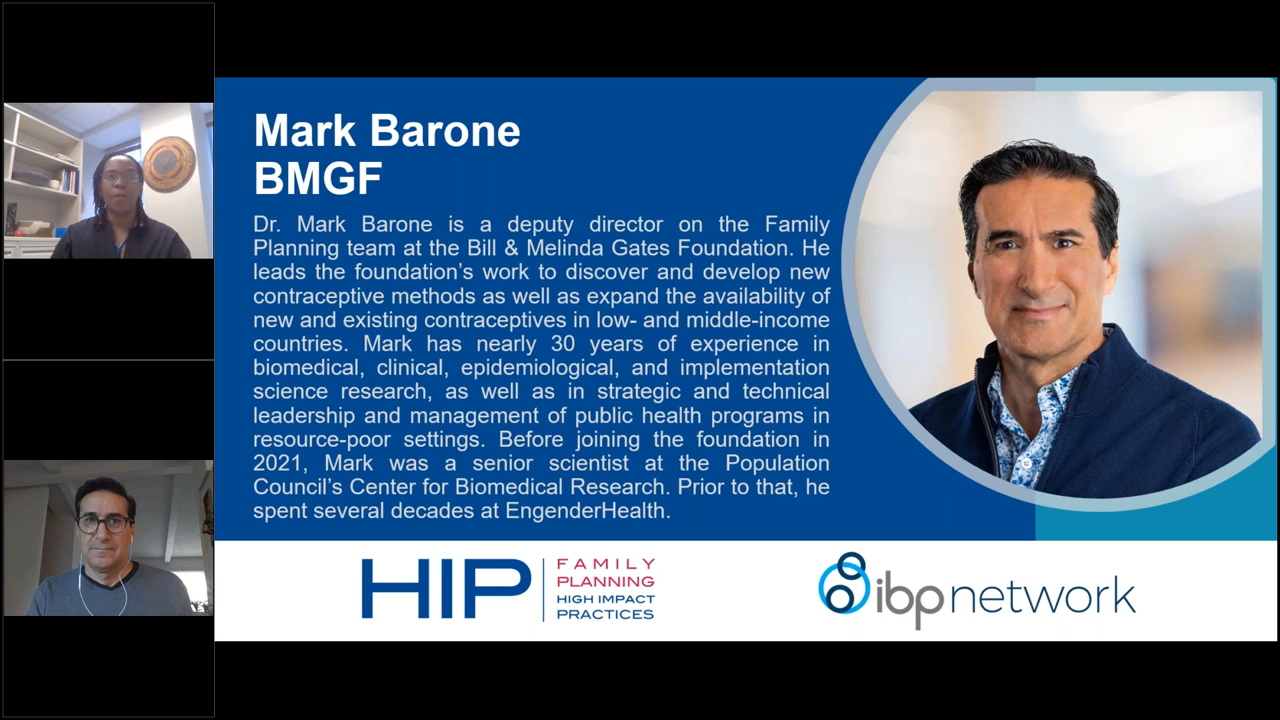 Mark Barone
BMGF
Dr. Mark Barone is a deputy director on the Family
Planning team at the Bill & Melinda Gates Foundation. He
leads the foundation’s work to discover and develop new
contraceptive methods as well as expand the availability of
new and existing contraceptives in low- and middle-income
countries. Mark has nearly 30 years of experience in
biomedical, clinical, epidemiological, and implementation
science research, as well as in strategic and technical
leadership and management of public health programs in
resource-poor settings. Before joining the foundation in
2021, Mark was a senior scientist at the Population
Council’s Center for Biomedical Research. Prior to that, he
spent several decades at EngenderHealth.
HIP
FAMILY
PLANNING
HIGH IMPACT
PRACTICES
ibpnetwork